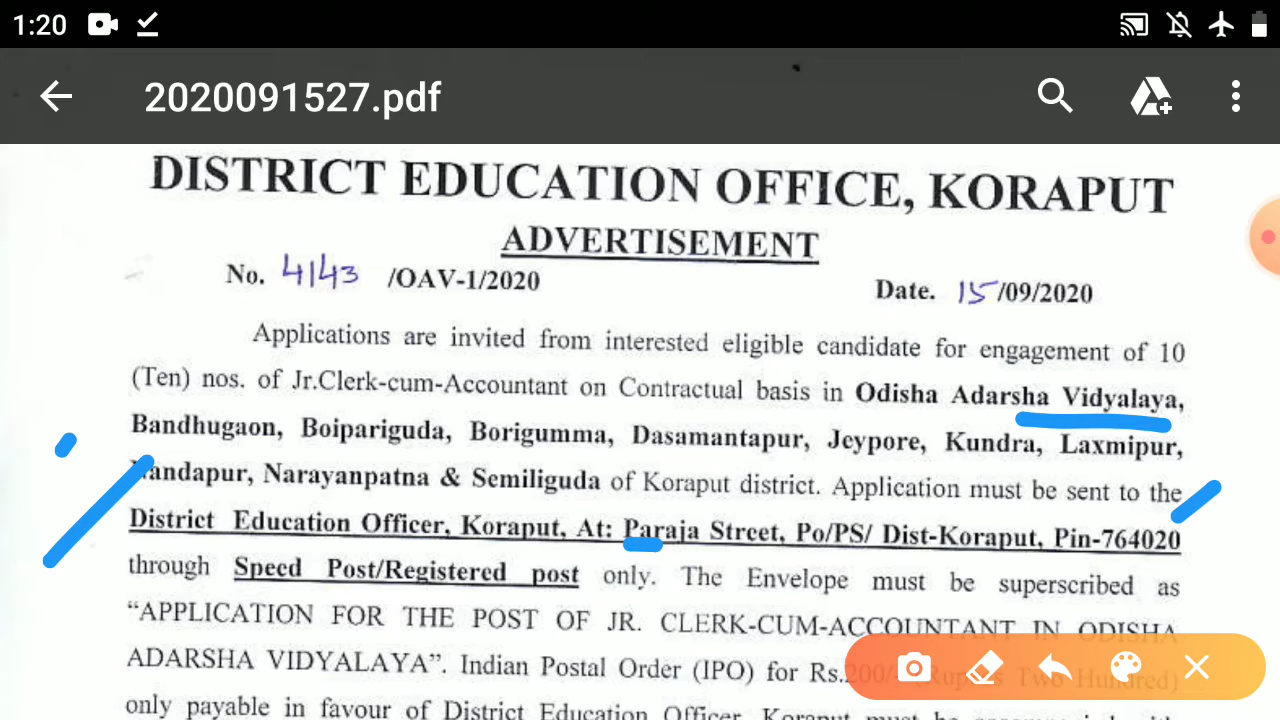 1:20
2020091527.pdf
DISTRICT EDUCATION OFFICE, KORAPUT
ADVERTISEMENT
No. 4143 /OAV-1/2020 Date. 15/09/2020
Applications are invited from interested eligible candidate for engagement of 10
(Ten) nos. of Jr.Clerk-cum-Accountant on Contractual basis in Odisha Adarsha Vidyalaya,
Bandhugaon, Boipariguda, Borigumma, Dasamantapur, Jeypore, Kundra, Laxmipur,
Nandapur, Narayanpatna & Semiliguda of Koraput district. Application must be sent to the
District Education Officer, Koraput, At: Paraja Street, Po/PS/ Dist-Koraput, Pin-764020
through Speed Post/Registered post only. The Envelope must be superscribed as
“APPLICATION FOR THE POST OF JR. CLERK-CUM-ACCOUNTANT IN ODISHA
ADARSHA VIDYALAYA”. Indian Postal Order (IPO) for Rs.200/- (Rupees Two Hundred)
only payable in favour of District Education Officer, Koraput must be